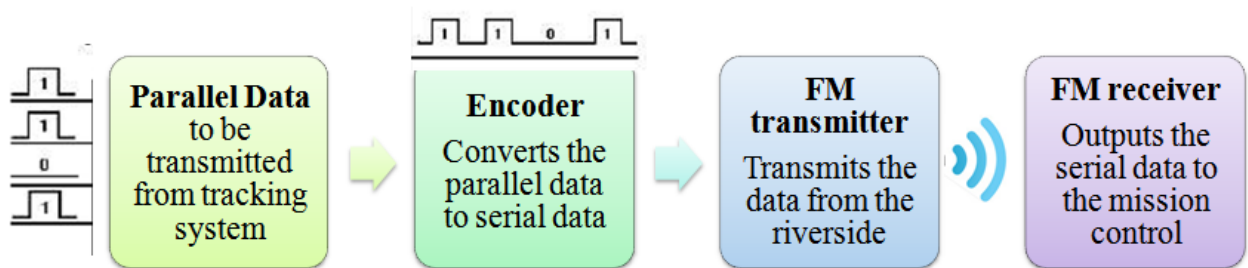 1
1
0
1
Parallel Data
to be
transmitted
from tracking
system
1 1 0 1
Encoder
Converts the
parallel data
to serial data
FM
transmitter
Transmits the
data from the
riverside
FM receiver
Outputs the
serial data to
the mission
control